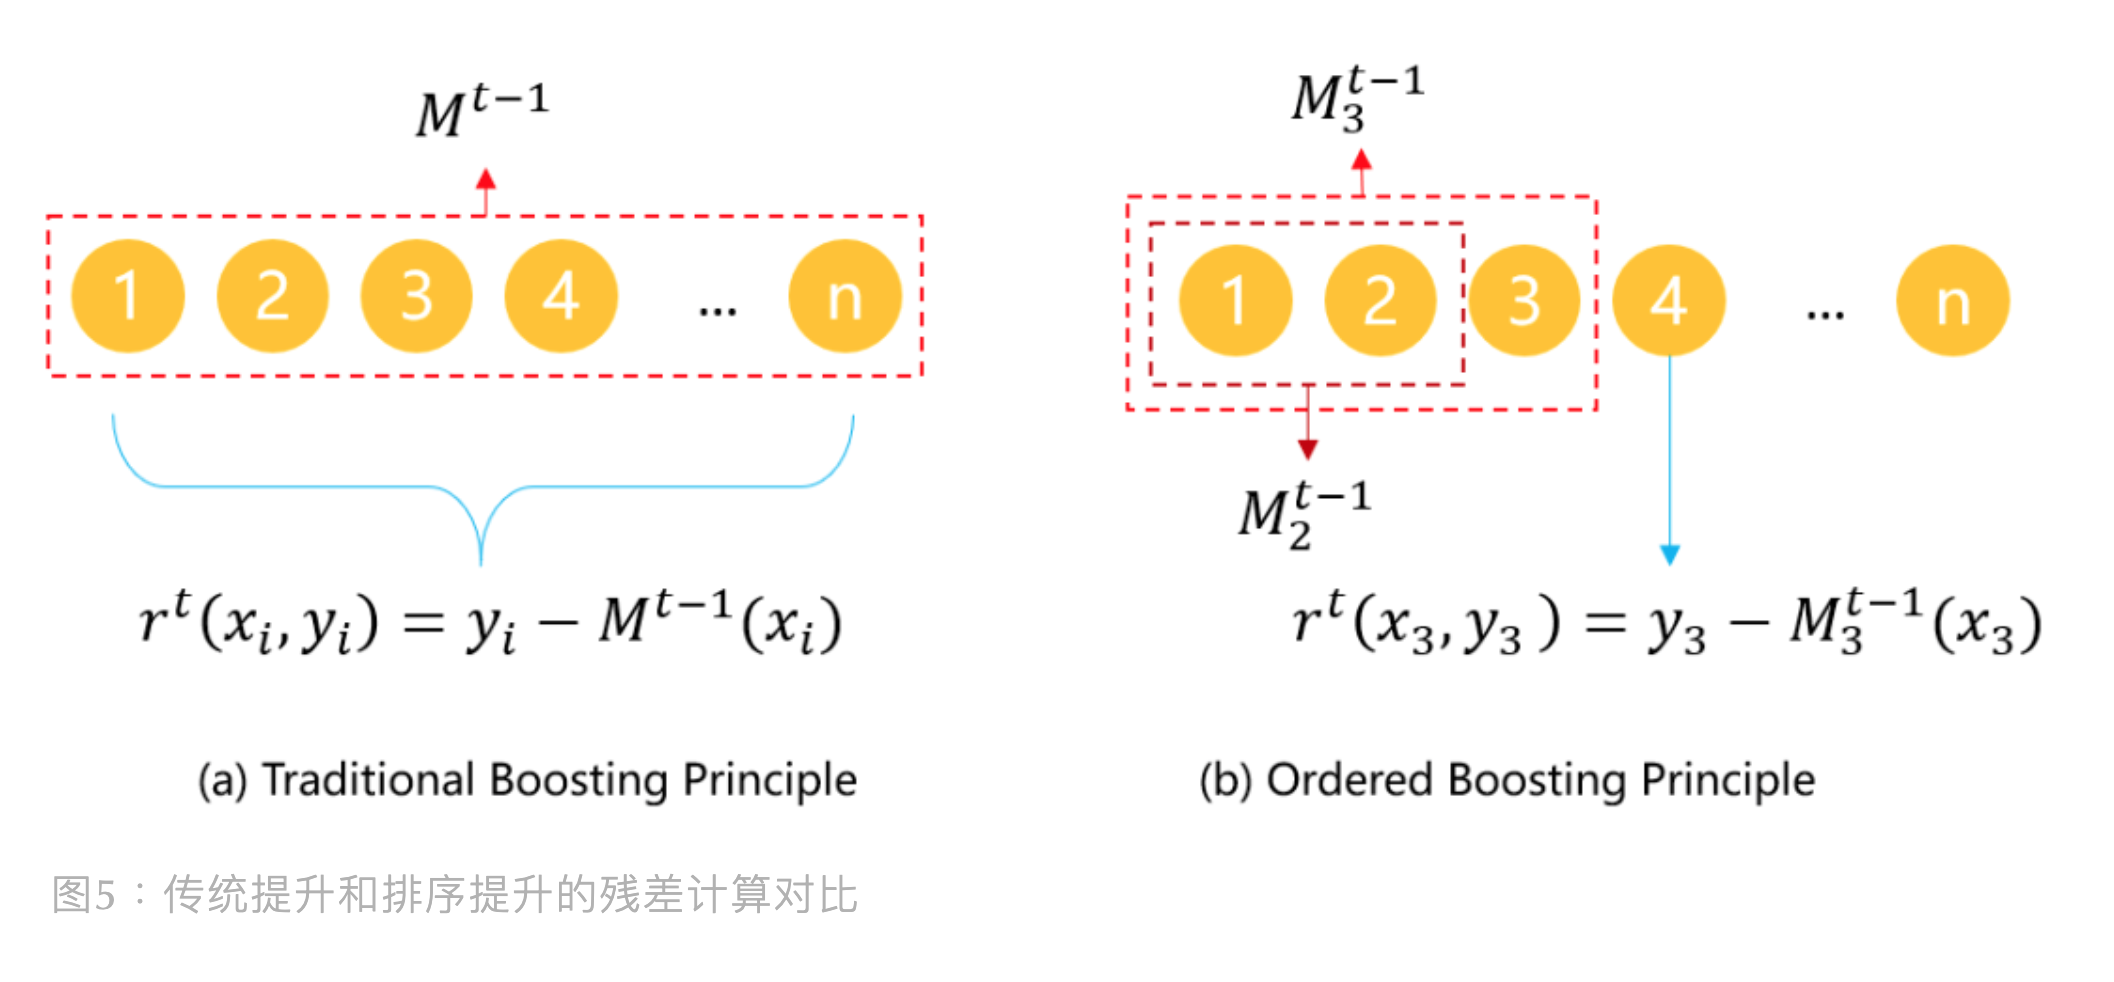 M^{t-1}
1 2 3 4 ... n
r^t(x_i, y_i) = y_i − M^{t−1}(x_i)
(a) Traditional Boosting Principle
M_3^{t-1}
1 2 3 4 ... n
M_2^{t-1}
r^t(x_3, y_3) = y_3 − M_3^{t−1}(x_3)
(b) Ordered Boosting Principle
图5：传统提升和排序提升的残差计算对比